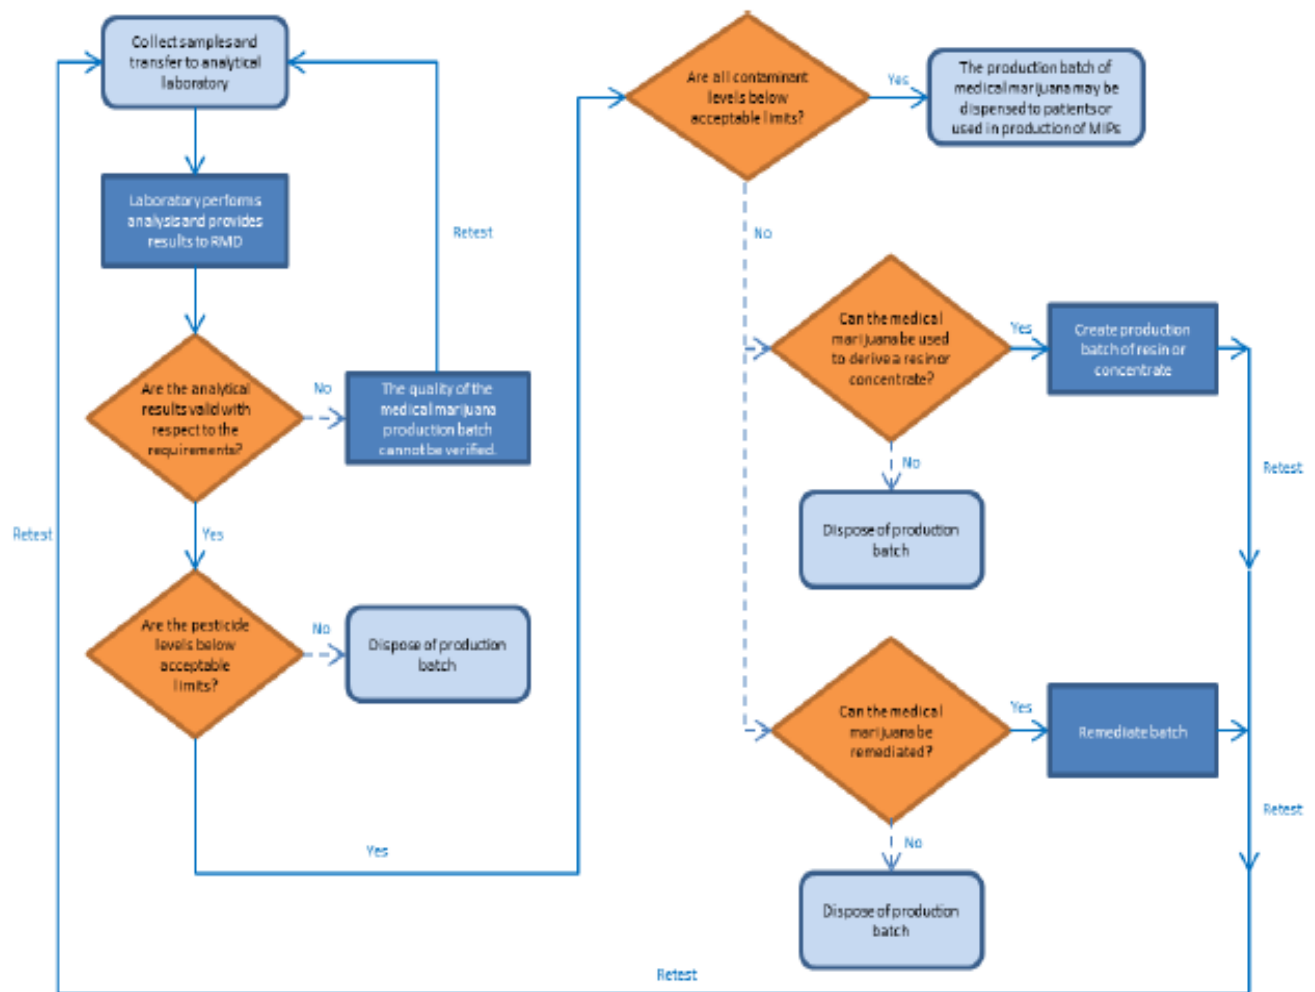 Collect samples and
transfer to analytical
laboratory
Laboratory performs
analysis and provides
results to RMD
Retest
Are the analytical
results valid with
respect to the
requirements?
No
The quality of the
medical marijuana
production batch
cannot be verified.
Retest
Yes
Are the pesticide
levels below
acceptable
limits?
No
Dispose of production
batch
Yes
Are all contaminant
levels below
acceptable limits?
Yes
The production batch of
medical marijuana may be
dispensed to patients or
used in production of MIPs
No
Can the medical
marijuana be used
to derive a resin or
concentrate?
Yes
Create production
batch of resin or
concentrate
Retest
No
Dispose of production
batch
Can the medical
marijuana be
remediated?
Yes
Remediate batch
Retest
No
Dispose of production
batch
Retest